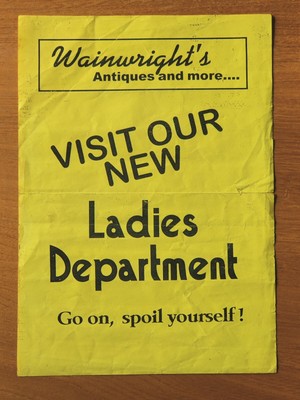 Wainwright's
Antiques and more....
VISIT OUR
NEW
Ladies
Department
Go on, spoil yourself!